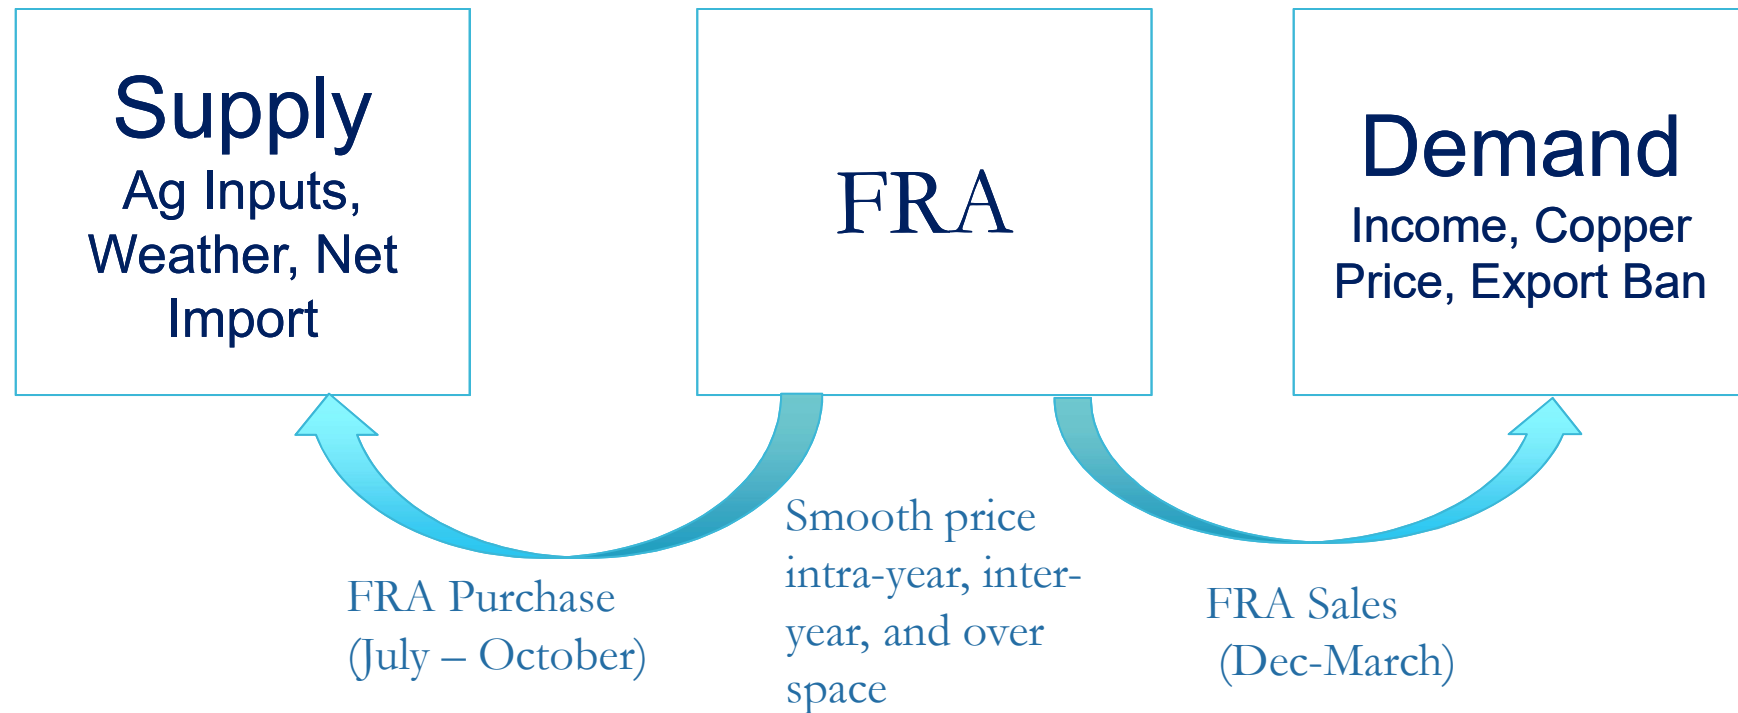 Supply
Ag Inputs,
Weather, Net
Import
FRA
Demand
Income, Copper
Price, Export Ban
FRA Purchase
(July – October)
Smooth price
intra-year, inter-
year, and over
space
FRA Sales
(Dec-March)